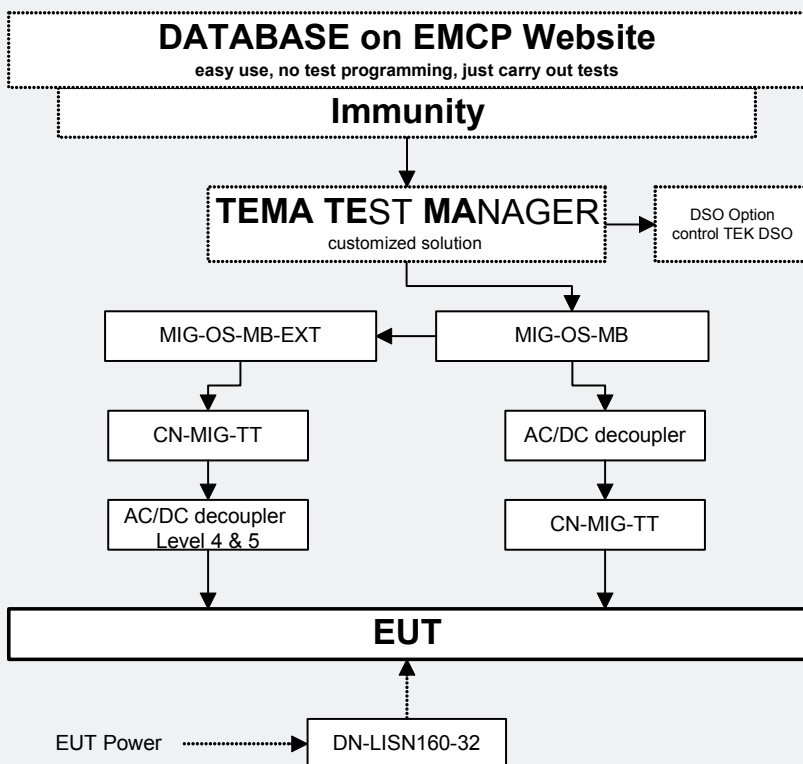 DATABASE on EMCP Website
easy use, no test programming, just carry out tests
Immunity
TEMA TEST MANAGER
customized solution
DSO Option
control TEK DSO
MIG-OS-MB-EXT
MIG-OS-MB
CN-MIG-TT
AC/DC decoupler
AC/DC decoupler
Level 4 & 5
CN-MIG-TT
EUT
EUT Power
DN-LISN160-32